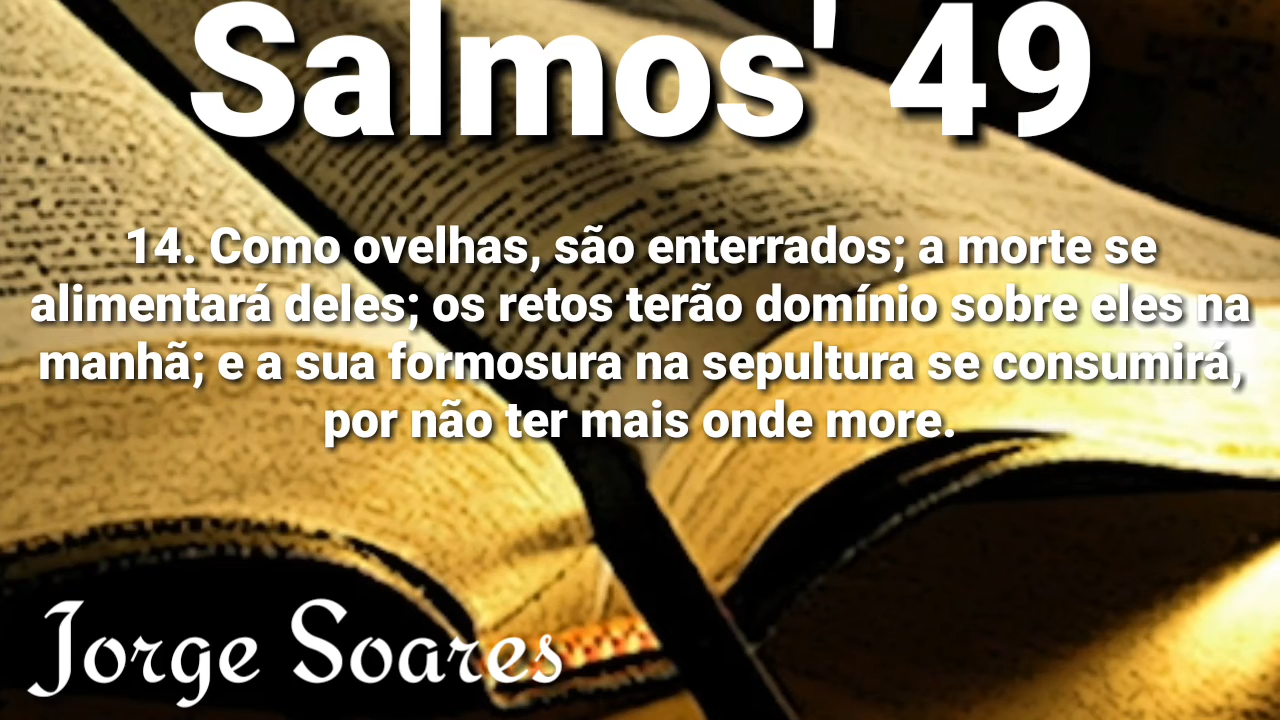 Salmos' 49
14. Como ovelhas, são enterrados; a morte se
alimentará deles; os retos terão domínio sobre eles na
manhã; e a sua formosura na sepultura se consumirá,
por não ter mais onde more.
Jorge Soares